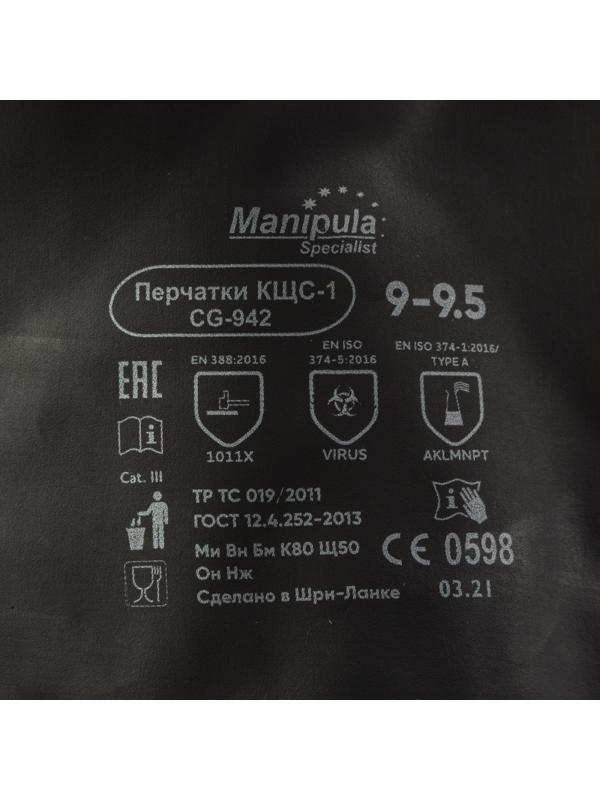 Manipula
Specialist
Перчатки КЩС-1
CG-942
9-9.5
EN 388:2016
1011X
EN ISO
374-5:2016
VIRUS
EN ISO 374-1:2016/
TYPE A
AKLMNPT
EAC
i
Cat. III
ТР ТС 019/2011
ГОСТ 12.4.252-2013
Ми Вн Бм К80 Щ50
Он Нж
Сделано в Шри-Ланке
i
CE 0598
03.21